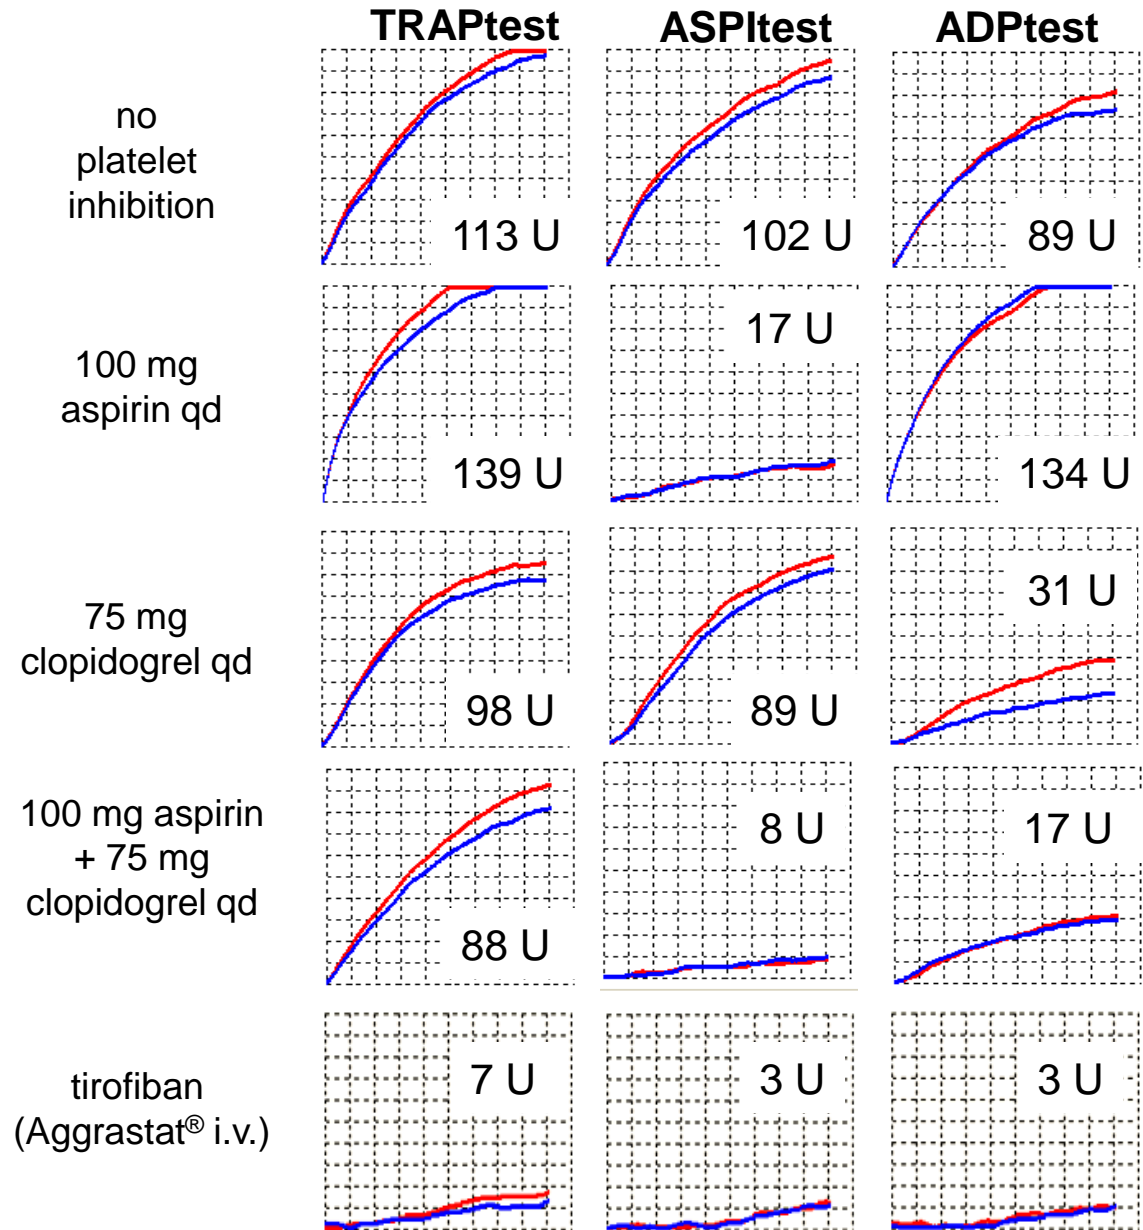 TRAPtest ASPItest ADPtest
no
platelet
inhibition
113 U 102 U 89 U
100 mg
aspirin qd
139 U 17 U 134 U
75 mg
clopidogrel qd
98 U 89 U 31 U
100 mg aspirin
+ 75 mg
clopidogrel qd
88 U 8 U 17 U
tirofiban
(Aggrastat® i.v.)
7 U 3 U 3 U